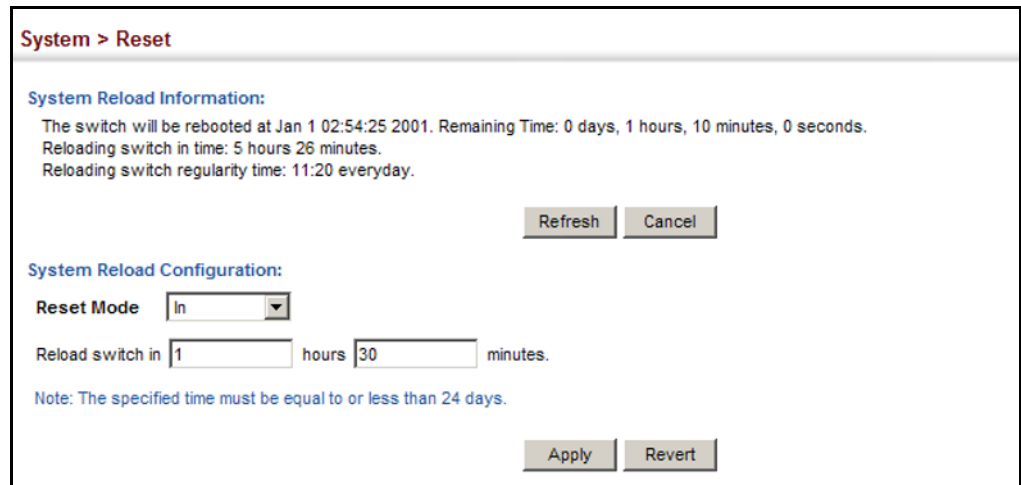 System > Reset
System Reload Information:
The switch will be rebooted at Jan 1 02:54:25 2001. Remaining Time: 0 days, 1 hours, 10 minutes, 0 seconds.
Reloading switch in time: 5 hours 26 minutes.
Reloading switch regularity time: 11:20 everyday.
Refresh Cancel
System Reload Configuration:
Reset Mode In
Reload switch in 1 hours 30 minutes.
Note: The specified time must be equal to or less than 24 days.
Apply Revert